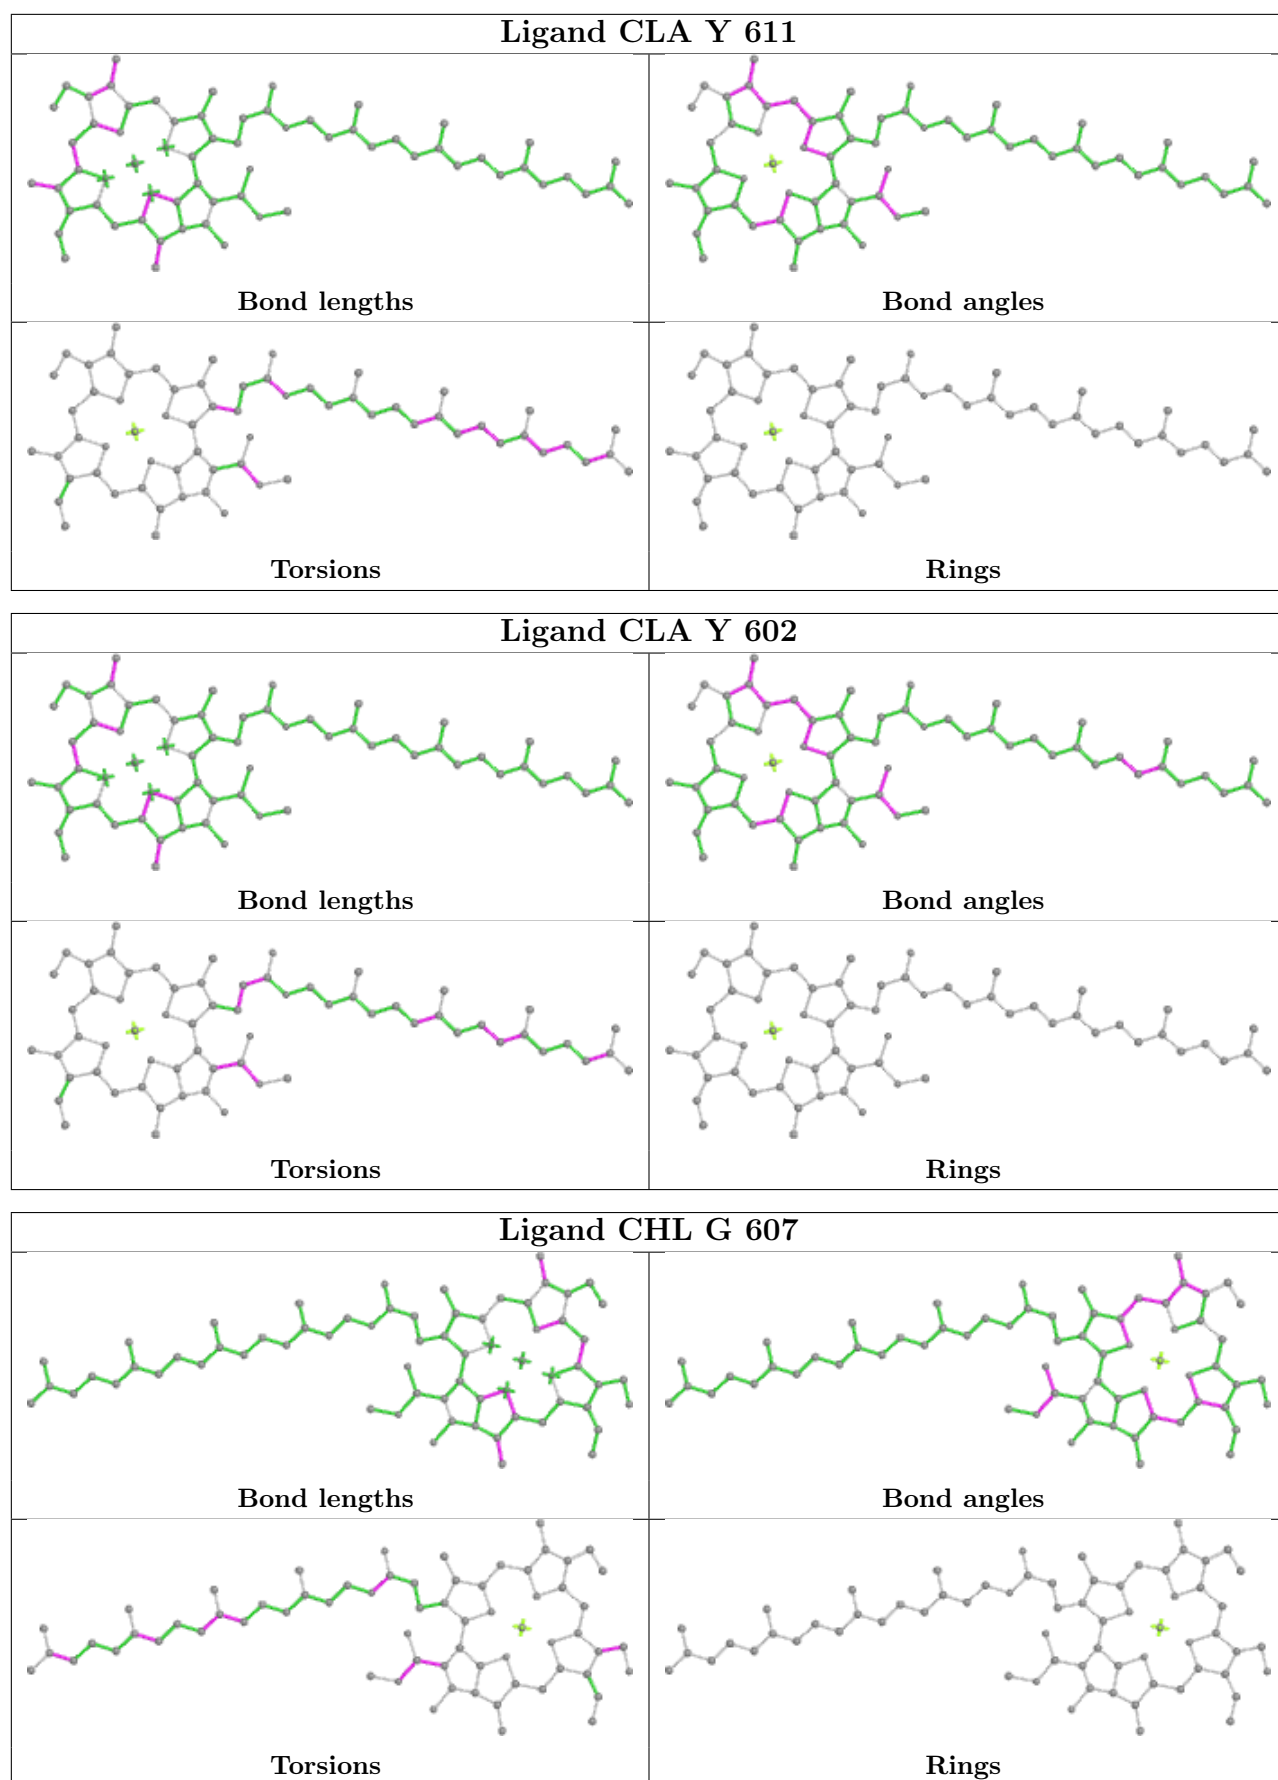 Ligand CLA Y 611
Bond lengths
Bond angles
Torsions
Rings
Ligand CLA Y 602
Bond lengths
Bond angles
Torsions
Rings
Ligand CHL G 607
Bond lengths
Bond angles
Torsions
Rings